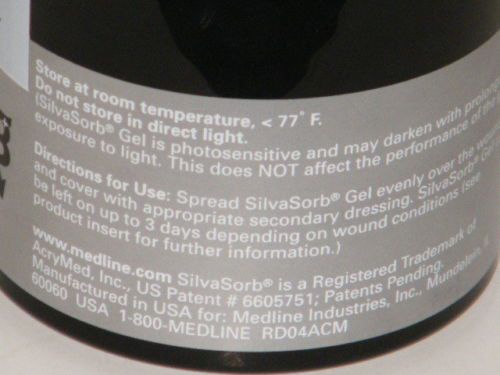 Store at room temperature, < 77° F.
Do not store in direct light.
(SilvaSorb® Gel is photosensitive and may darken with
exposure to light. This does NOT affect the performance of
Directions for Use: Spread SilvaSorb® Gel evenly over the
and cover with appropriate secondary dressing. SilvaSorb®
be left on up to 3 days depending on wound conditions (see
product insert for further information.)
www.medline.com SilvaSorb® is a Registered Trademark of
AcryMed, Inc., US Patent # 6605751; Patents Pending.
Manufactured in USA for: Medline Industries, Inc., Mundelein,
60060 USA 1-800-MEDLINE RD04ACM